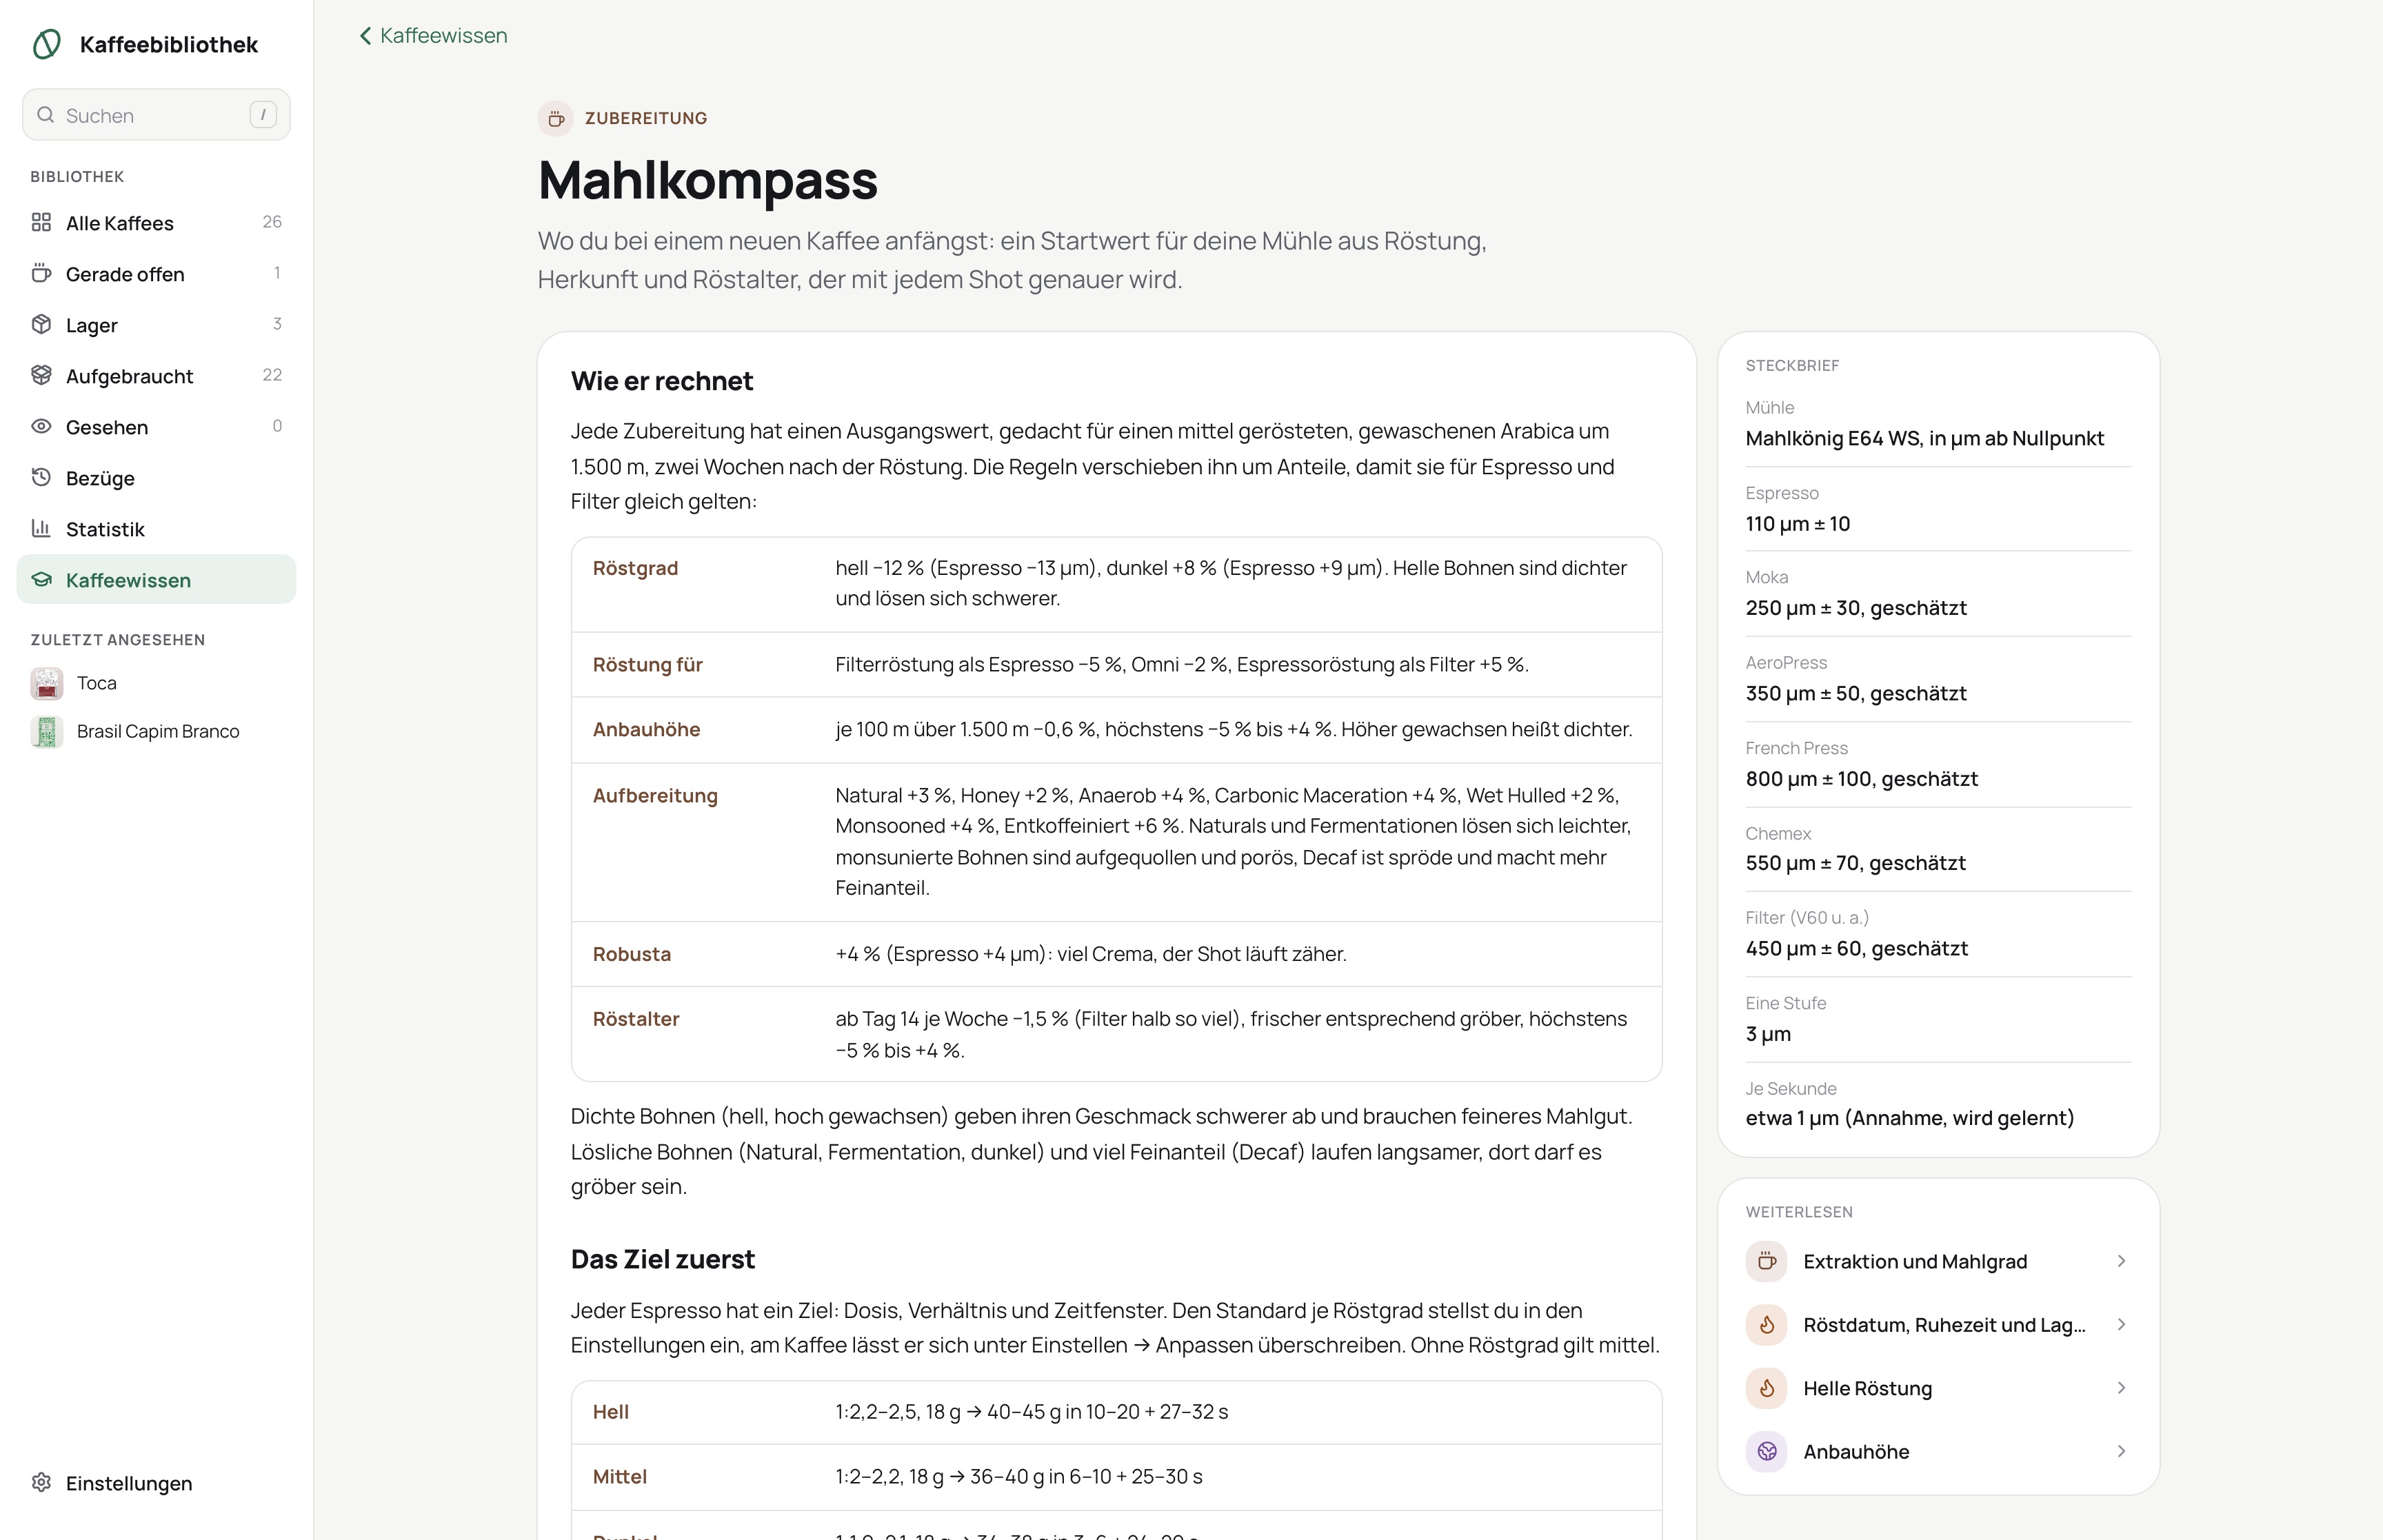 Kaffeebibliothek
Suchen
/
BIBLIOTHEK
Alle Kaffees 26
Gerade offen 1
Lager 3
Aufgebraucht 22
Gesehen 0
Bezüge
Statistik
Kaffeewissen
ZULETZT ANGESEHEN
Toca
Brasil Capim Branco
Einstellungen
Kaffeewissen
ZUBEREITUNG
Mahlkompass
Wo du bei einem neuen Kaffee anfängst: ein Startwert für deine Mühle aus Röstung,
Herkunft und Röstalter, der mit jedem Shot genauer wird.
Wie er rechnet
Jede Zubereitung hat einen Ausgangswert, gedacht für einen mittel gerösteten, gewaschenen Arabica um
1.500 m, zwei Wochen nach der Röstung. Die Regeln verschieben ihn um Anteile, damit sie für Espresso und
Filter gleich gelten:
Röstgrad
hell −12 % (Espresso −13 µm), dunkel +8 % (Espresso +9 µm). Helle Bohnen sind dichter
und lösen sich schwerer.
Röstung für
Filterröstung als Espresso −5 %, Omni −2 %, Espressoröstung als Filter +5 %.
Anbauhöhe
je 100 m über 1.500 m −0,6 %, höchstens −5 % bis +4 %. Höher gewachsen heißt dichter.
Aufbereitung
Natural +3 %, Honey +2 %, Anaerob +4 %, Carbonic Maceration +4 %, Wet Hulled +2 %,
Monsooned +4 %, Entkoffeiniert +6 %. Naturals und Fermentationen lösen sich leichter,
monsunierte Bohnen sind aufgequollen und porös, Decaf ist spröde und macht mehr
Feinanteil.
Robusta
+4 % (Espresso +4 µm): viel Crema, der Shot läuft zäher.
Röstalter
ab Tag 14 je Woche −1,5 % (Filter halb so viel), frischer entsprechend gröber, höchstens
−5 % bis +4 %.
Dichte Bohnen (hell, hoch gewachsen) geben ihren Geschmack schwerer ab und brauchen feineres Mahlgut.
Lösliche Bohnen (Natural, Fermentation, dunkel) und viel Feinanteil (Decaf) laufen langsamer, dort darf es
gröber sein.
Das Ziel zuerst
Jeder Espresso hat ein Ziel: Dosis, Verhältnis und Zeitfenster. Den Standard je Röstgrad stellst du in den
Einstellungen ein, am Kaffee lässt er sich unter Einstellen → Anpassen überschreiben. Ohne Röstgrad gilt mittel.
Hell
1:2,2–2,5, 18 g → 40–45 g in 10–20 + 27–32 s
Mittel
1:2–2,2, 18 g → 36–40 g in 6–10 + 25–30 s
STECKBRIEF
Mühle
Mahlkönig E64 WS, in µm ab Nullpunkt
Espresso
110 µm ± 10
Moka
250 µm ± 30, geschätzt
AeroPress
350 µm ± 50, geschätzt
French Press
800 µm ± 100, geschätzt
Chemex
550 µm ± 70, geschätzt
Filter (V60 u. a.)
450 µm ± 60, geschätzt
Eine Stufe
3 µm
Je Sekunde
etwa 1 µm (Annahme, wird gelernt)
WEITERLESEN
Extraktion und Mahlgrad
Röstdatum, Ruhezeit und Lag…
Helle Röstung
Anbauhöhe